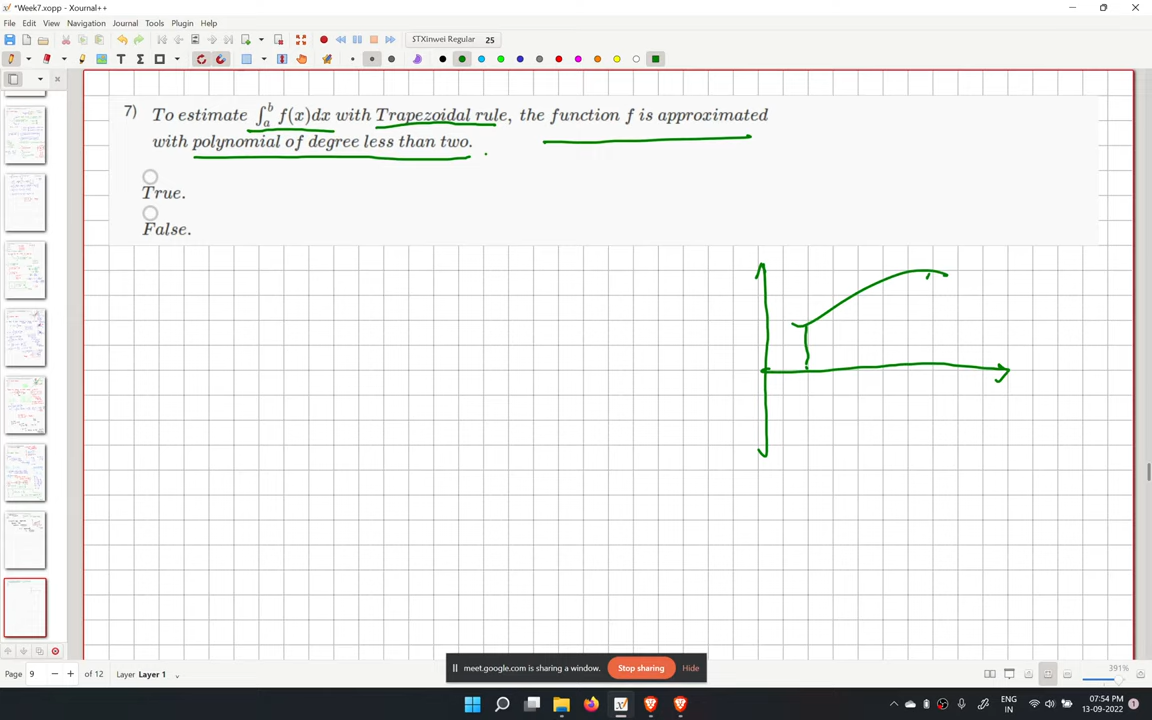 *Week7.xopp - Xournal++
File Edit View Navigation Journal Tools Plugin Help
STXinwei Regular 25
7) To estimate ∫ₐᵇ f(x)dx with Trapezoidal rule, the function f is approximated
with polynomial of degree less than two.
True.
False.
meet.google.com is sharing a window. Stop sharing Hide
Page 9 of 12 Layer Layer 1
391%
ENG
IN
07:54 PM
13-09-2022